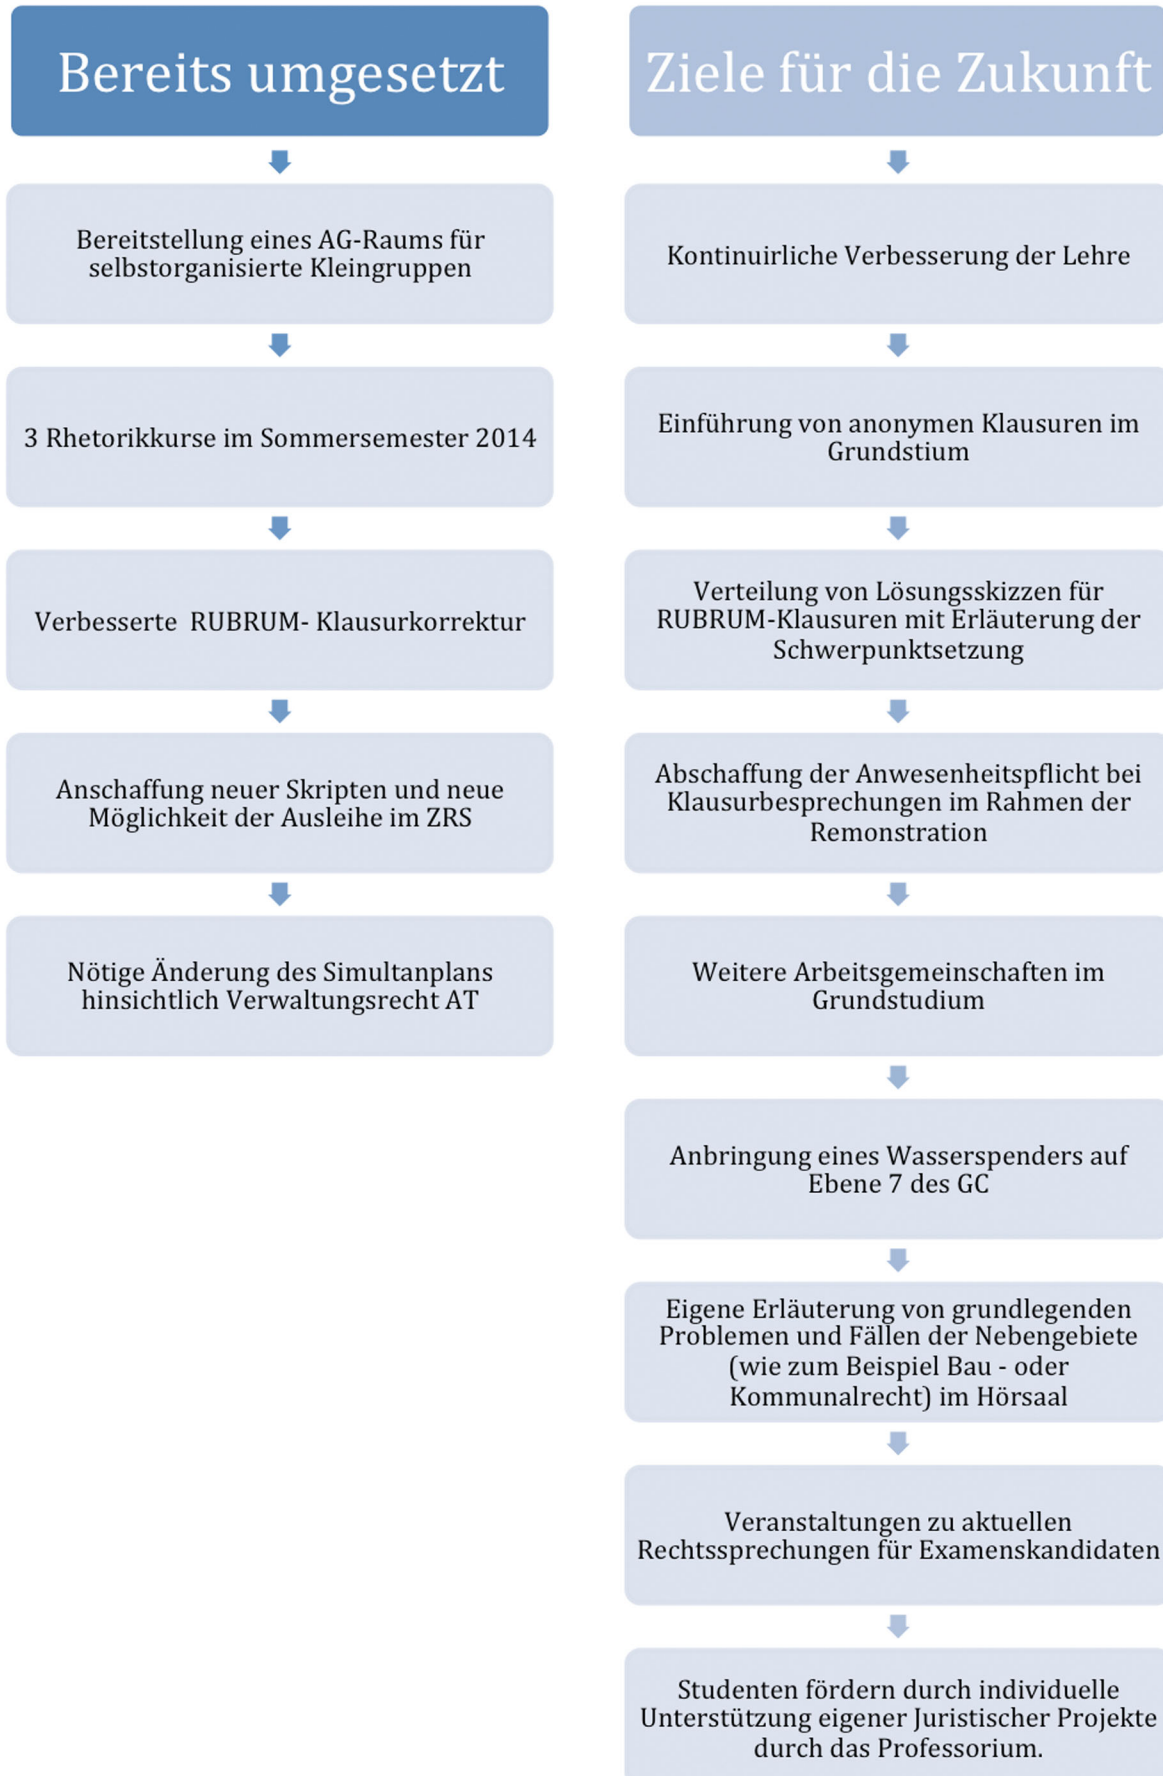 Bereits umgesetzt
Bereitstellung eines AG-Raums für
selbstorganisierte Kleingruppen
3 Rhetorikkurse im Sommersemester 2014
Verbesserte RUBRUM- Klausurkorrektur
Anschaffung neuer Skripten und neue
Möglichkeit der Ausleihe im ZRS
Nötige Änderung des Simultanplans
hinsichtlich Verwaltungsrecht AT
Ziele für die Zukunft
Kontinuirliche Verbesserung der Lehre
Einführung von anonymen Klausuren im
Grundstium
Verteilung von Lösungsskizzen für
RUBRUM-Klausuren mit Erläuterung der
Schwerpunktsetzung
Abschaffung der Anwesenheitspflicht bei
Klausurbesprechungen im Rahmen der
Remonstration
Weitere Arbeitsgemeinschaften im
Grundstudium
Anbringung eines Wasserspenders auf
Ebene 7 des GC
Eigene Erläuterung von grundlegenden
Problemen und Fällen der Nebengebiete
(wie zum Beispiel Bau - oder
Kommunalrecht) im Hörsaal
Veranstaltungen zu aktuellen
Rechtssprechungen für Examenskandidaten
Studenten fördern durch individuelle
Unterstützung eigener Juristischer Projekte
durch das Professorium.